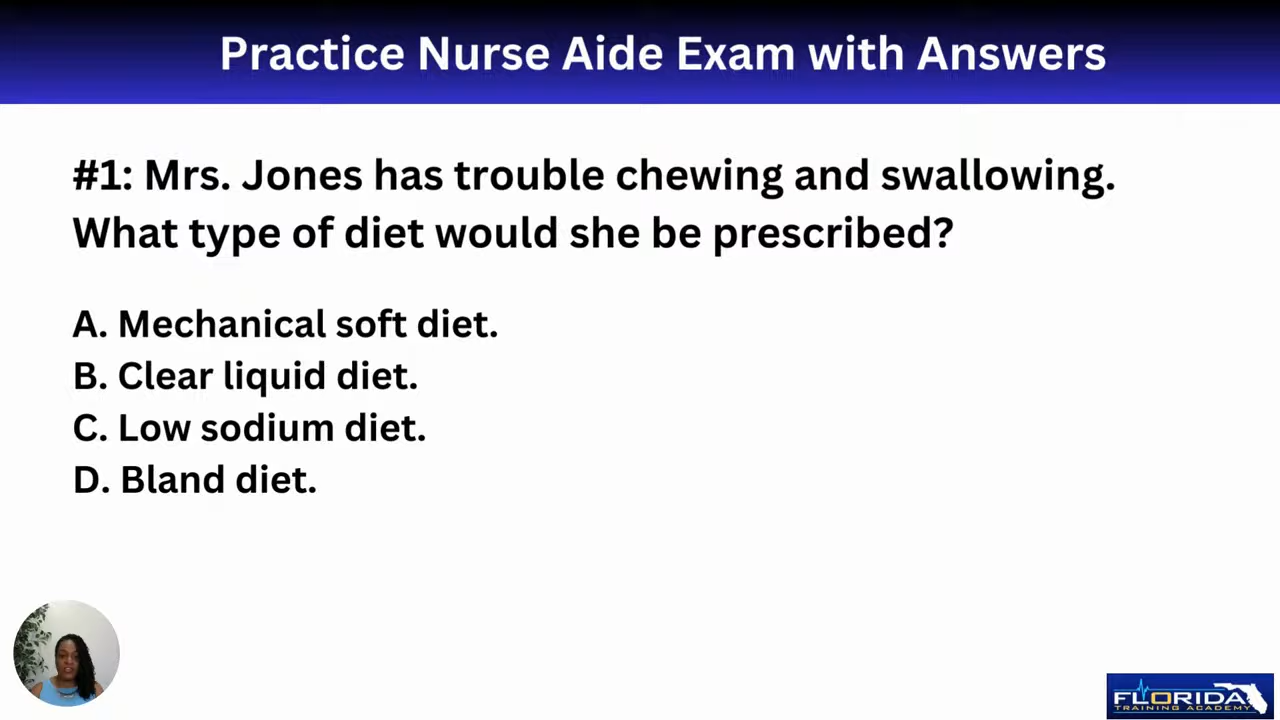 Practice Nurse Aide Exam with Answers
#1: Mrs. Jones has trouble chewing and swallowing.
What type of diet would she be prescribed?
A. Mechanical soft diet.
B. Clear liquid diet.
C. Low sodium diet.
D. Bland diet.
FLORIDA
TRAINING ACADEMY